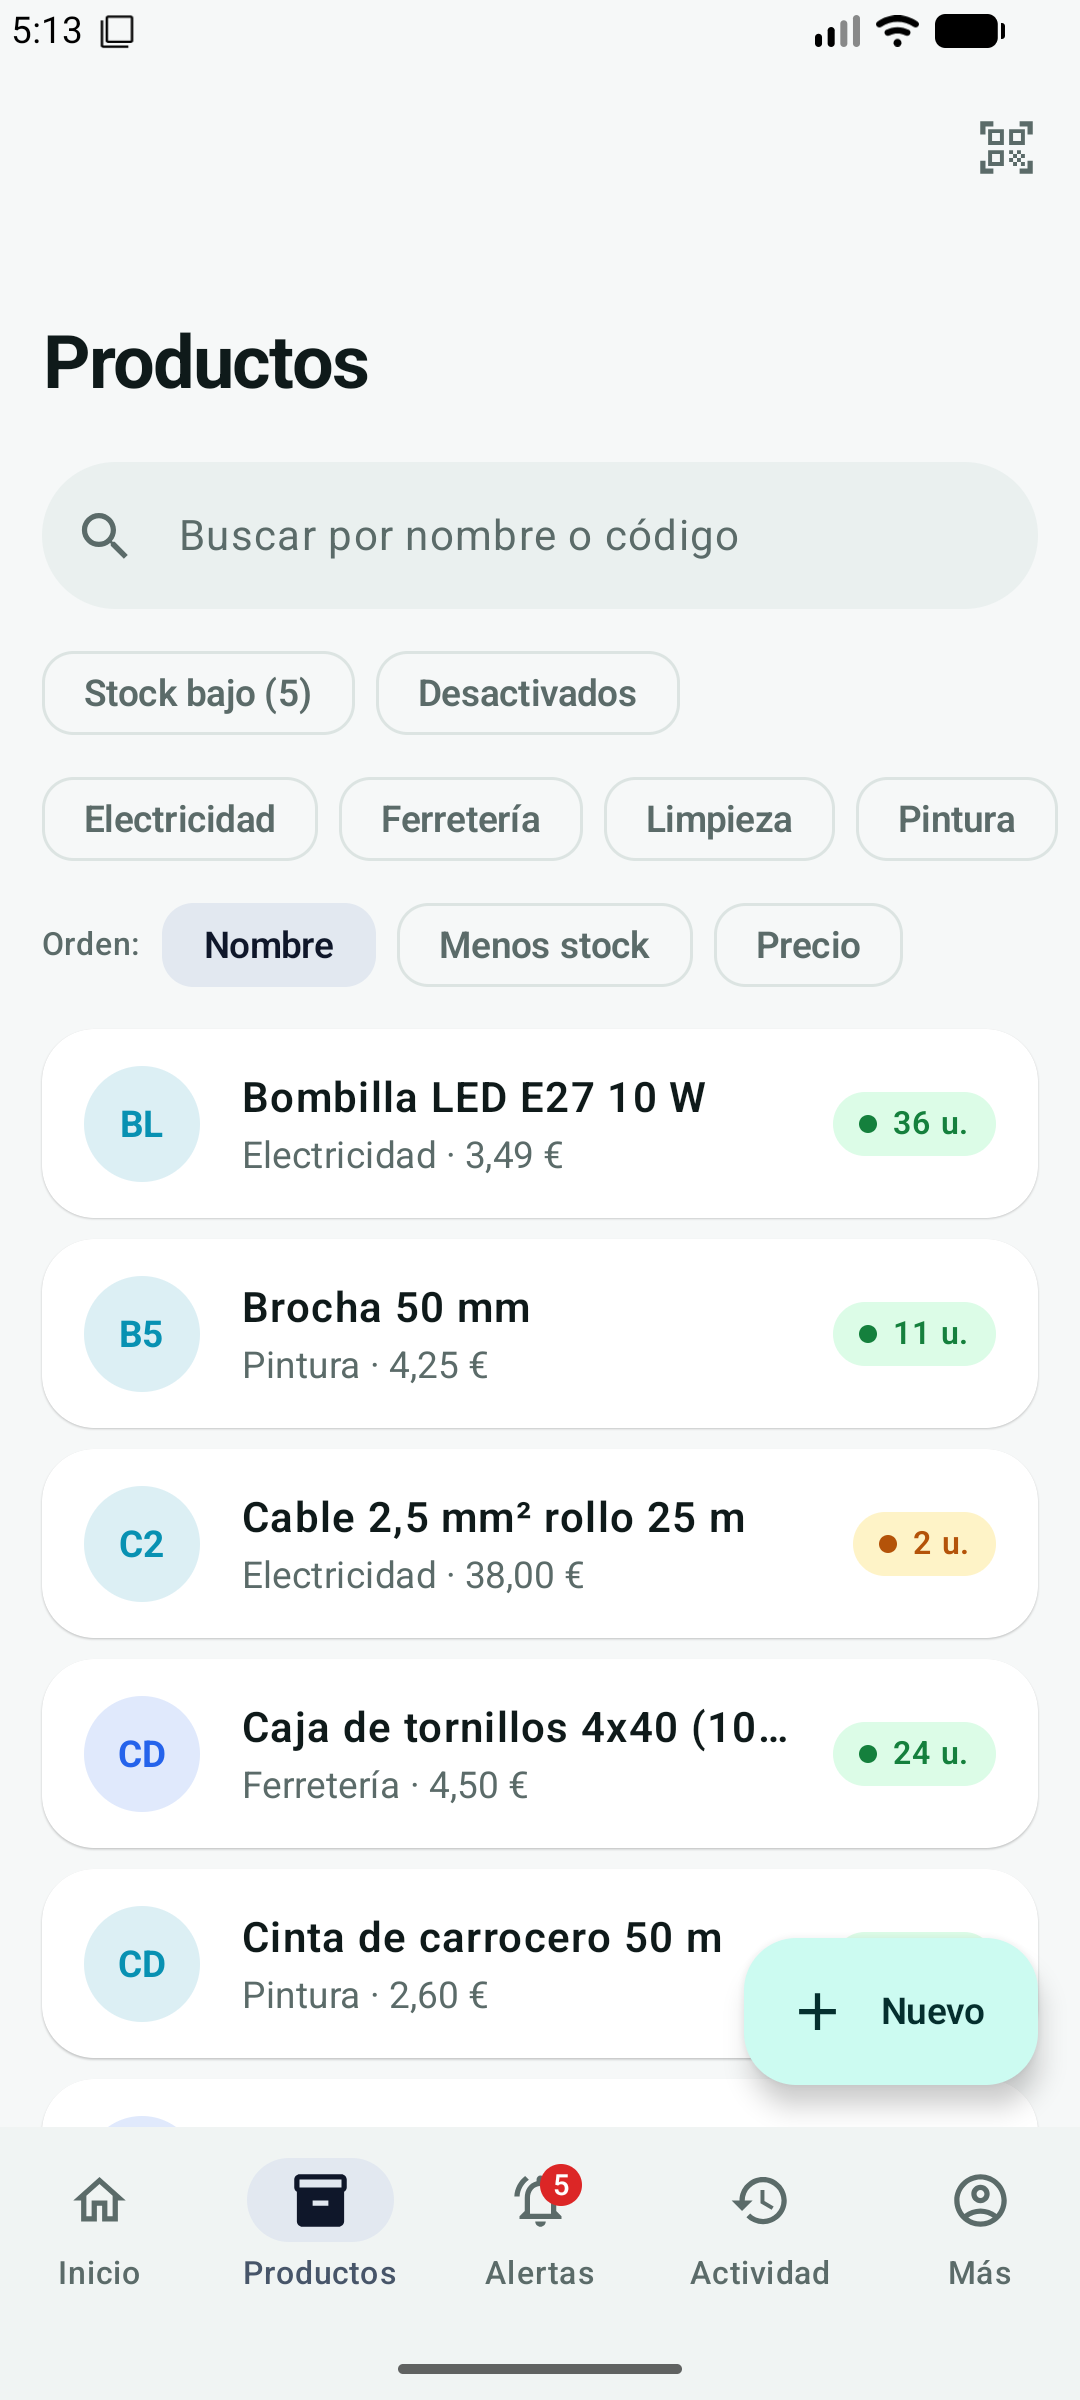 5:13
Productos
Buscar por nombre o código
Stock bajo (5)
Desactivados
Electricidad
Ferretería
Limpieza
Pintura
Orden:
Nombre
Menos stock
Precio
BL
Bombilla LED E27 10 W
Electricidad · 3,49 €
36 u.
B5
Brocha 50 mm
Pintura · 4,25 €
11 u.
C2
Cable 2,5 mm² rollo 25 m
Electricidad · 38,00 €
2 u.
CD
Caja de tornillos 4x40 (10…
Ferretería · 4,50 €
24 u.
CD
Cinta de carrocero 50 m
Pintura · 2,60 €
Nuevo
5
Inicio
Productos
Alertas
Actividad
Más